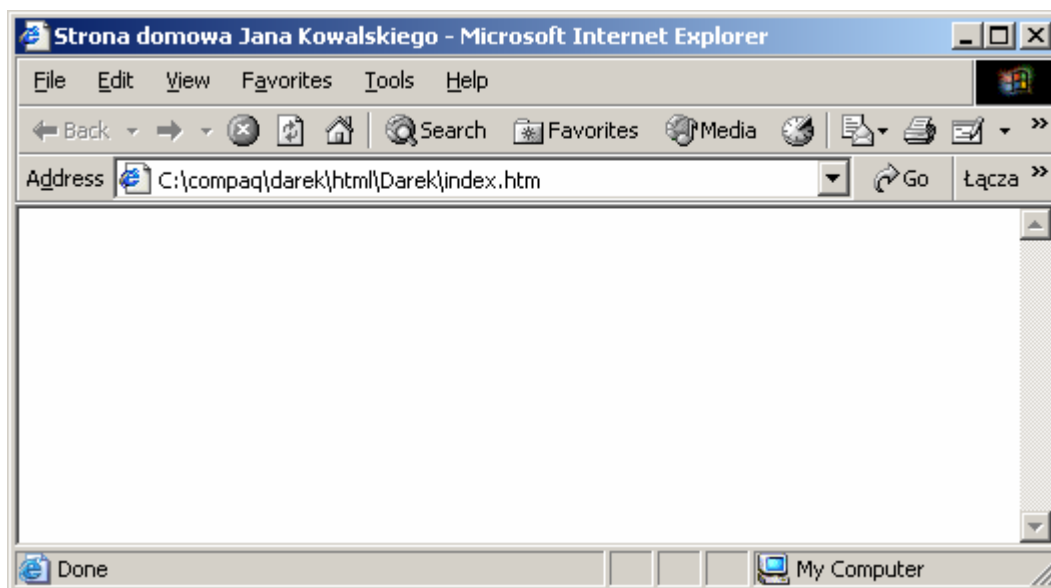 Strona domowa Jana Kowalskiego - Microsoft Internet Explorer
File Edit View Favorites Tools Help
Back Search Favorites Media »
Address C:\compaq\darek\html\Darek\index.htm Go Łącza »
Done My Computer